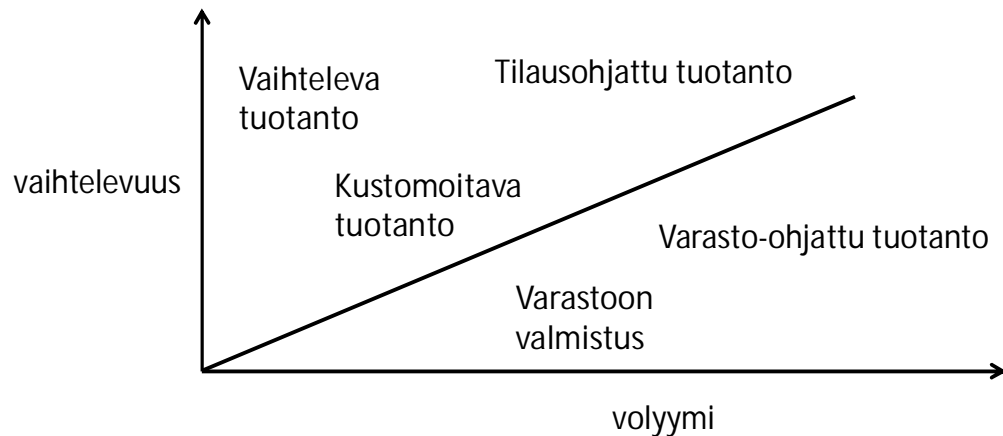 Vaihteleva
tuotanto
Tilausohjattu tuotanto
vaihtelevuus
Kustomoitava
tuotanto
Varasto-ohjattu tuotanto
Varastoon
valmistus
volyymi